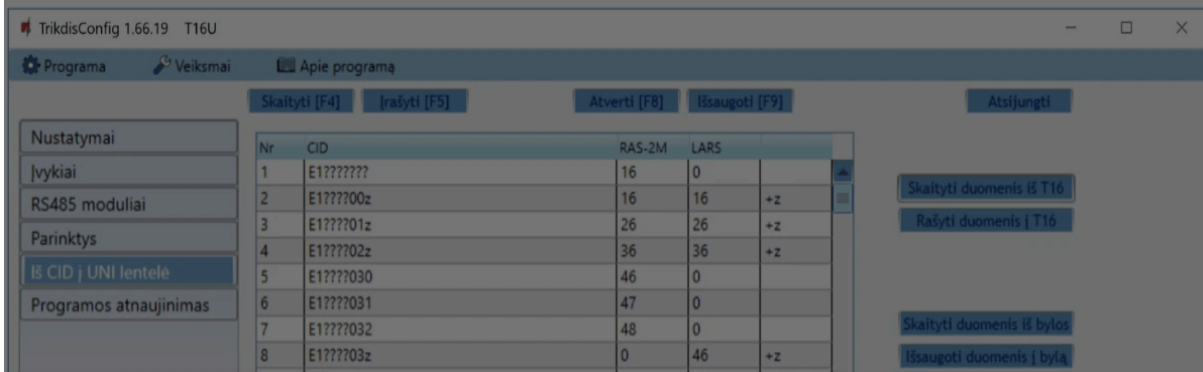 TrikdisConfig 1.66.19 T16U
Programa Veiksmai Apie programą
Skaityti [F4] Įrašyti [F5] Atverti [F8] Išsaugoti [F9] Atsijungti
Nustatymai
Įvykiai
RS485 moduliai
Parinktys
Iš CID į UNI lentelė
Programos atnaujinimas
Nr CID RAS-2M LARS
1 E1??????? 16 0
2 E1????00z 16 16 +z
3 E1????01z 26 26 +z
4 E1????02z 36 36 +z
5 E1????030 46 0
6 E1????031 47 0
7 E1????032 48 0
8 E1????03z 0 46 +z
Skaityti duomenis iš T16
Rašyti duomenis į T16
Skaityti duomenis iš bylos
Išsaugoti duomenis į bylą